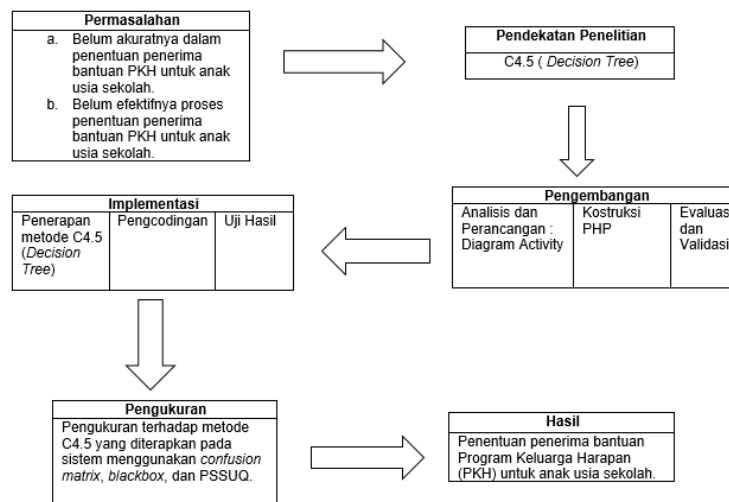 Permasalahan
a. Belum akuratnya dalam
penentuan penerima
bantuan PKH untuk anak
usia sekolah.
b. Belum efektifnya proses
penentuan penerima
bantuan PKH untuk anak
usia sekolah.
Pendekatan Penelitian
C4.5 ( Decision Tree)
Pengembangan
Analisis dan
Perancangan :
Diagram Activity
Kostruksi
PHP
Evaluas
dan
Validasi
Implementasi
Penerapan
metode C4.5
(Decision
Tree)
Pengcodingan
Uji Hasil
Pengukuran
Pengukuran terhadap metode
C4.5 yang diterapkan pada
sistem menggunakan confusion
matrix, blackbox, dan PSSUQ.
Hasil
Penentuan penerima bantuan
Program Keluarga Harapan
(PKH) untuk anak usia sekolah.